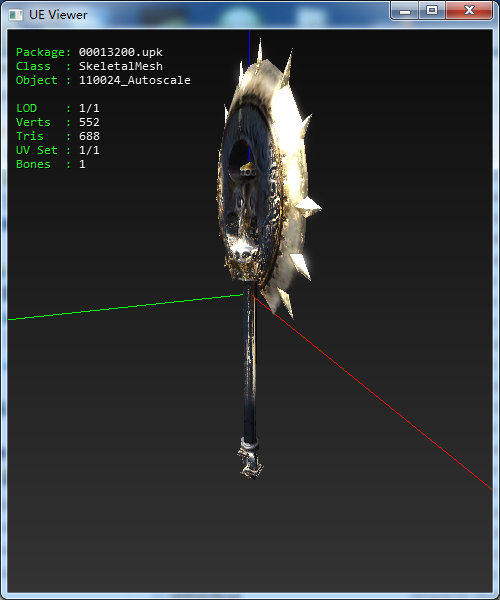 UE Viewer
Package: 00013200.upk
Class : SkeletalMesh
Object : 110024_Autoscale
LOD : 1/1
Verts : 552
Tris : 688
UV Set : 1/1
Bones : 1